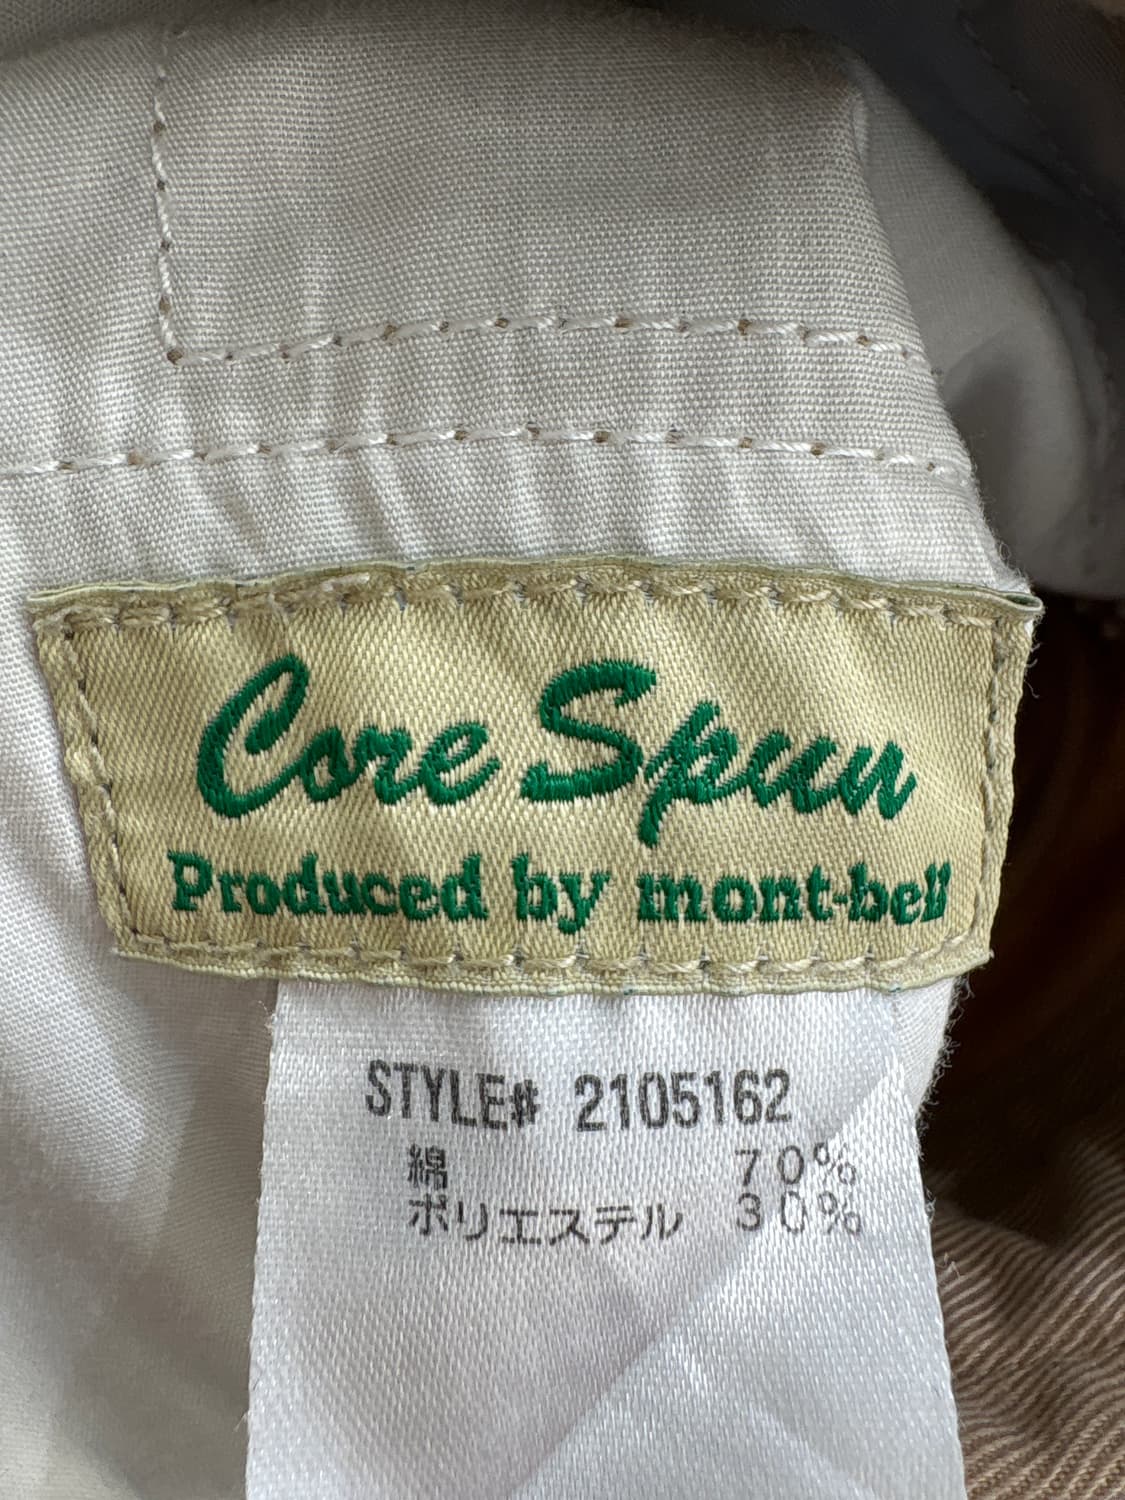 Core Spun
Produced by mont-bell
STYLE# 2105162
綿 70%
ポリエステル 30%